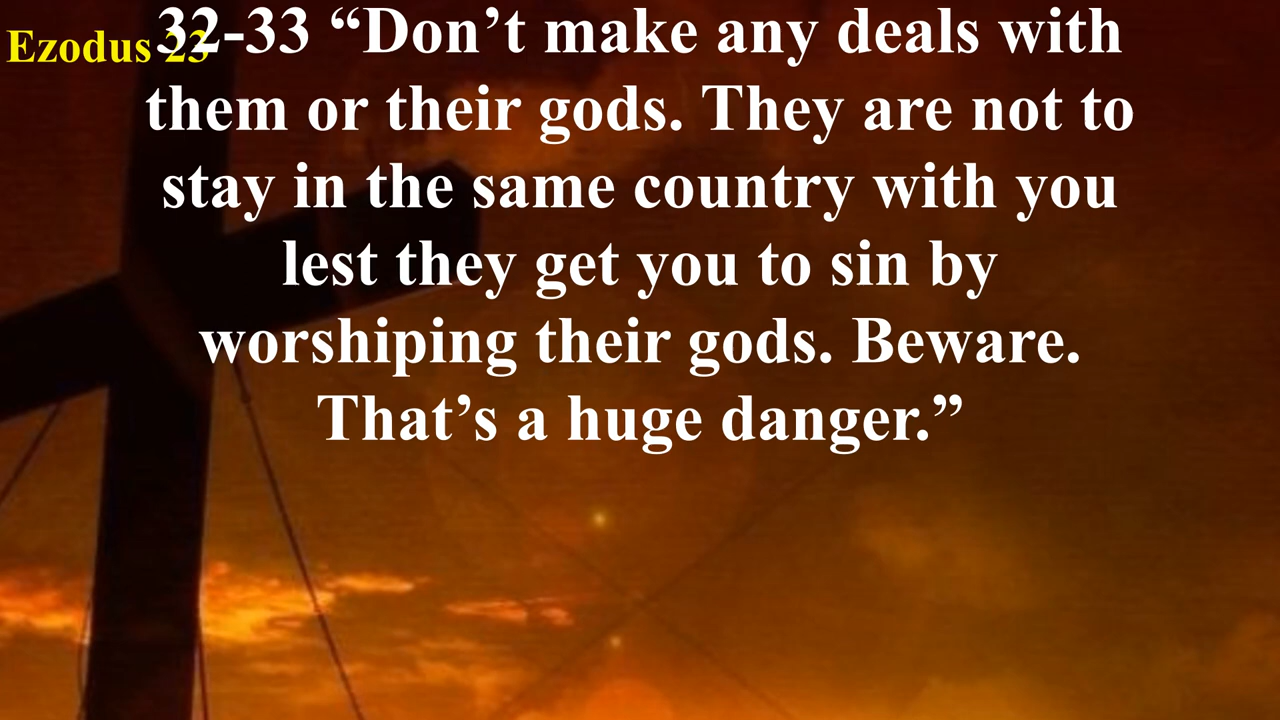 Ezodus 23
32-33 “Don’t make any deals with
them or their gods. They are not to
stay in the same country with you
lest they get you to sin by
worshiping their gods. Beware.
That’s a huge danger.”